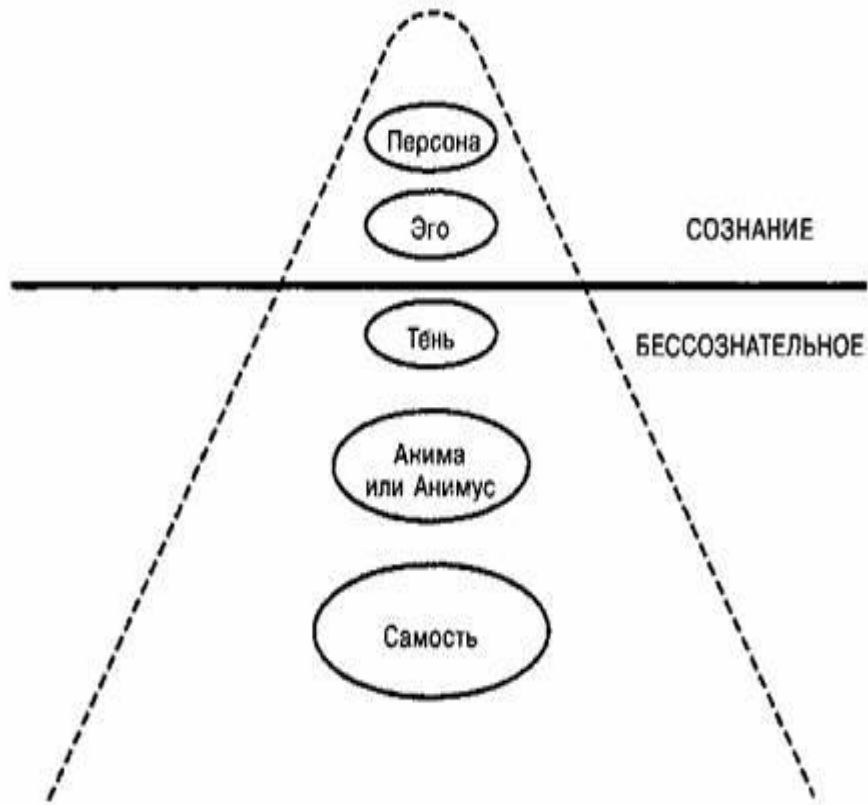 Персона
Эго
СОЗНАНИЕ
Тень
БЕССОЗНАТЕЛЬНОЕ
Анима
или Анимус
Самость